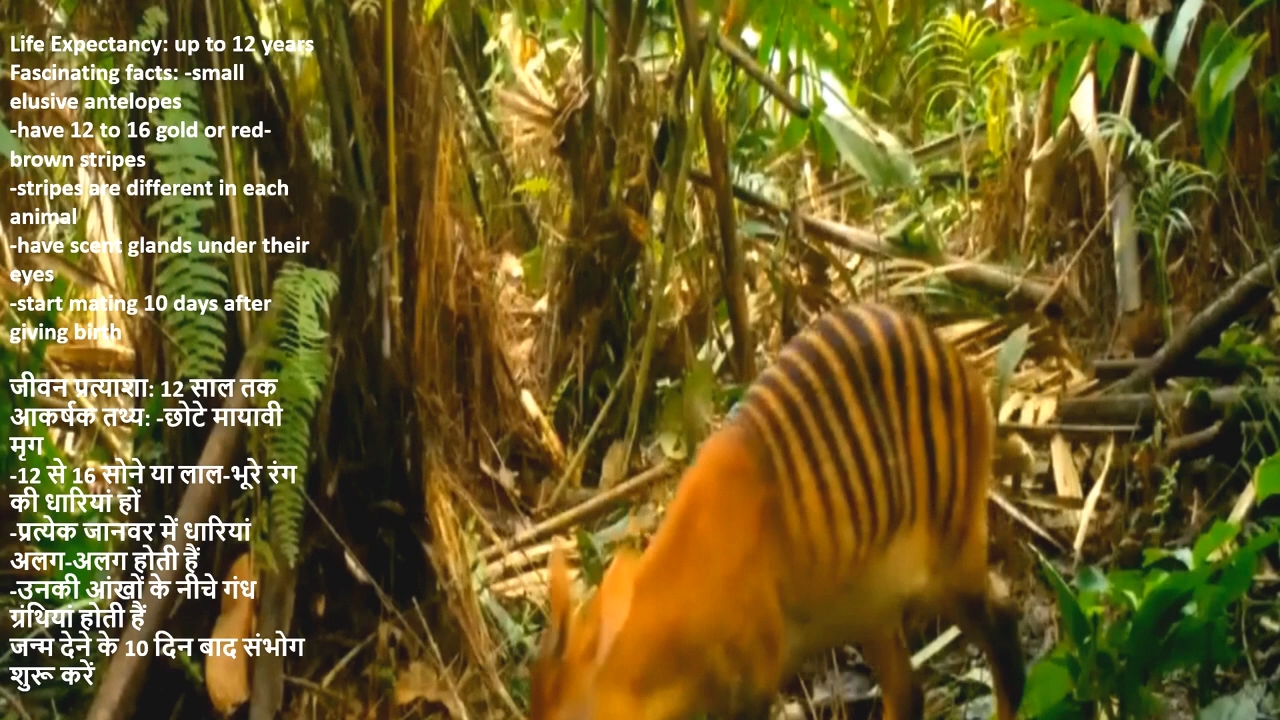 Life Expectancy: up to 12 years
Fascinating facts: -small
elusive antelopes
-have 12 to 16 gold or red-
brown stripes
-stripes are different in each
animal
-have scent glands under their
eyes
-start mating 10 days after
giving birth
जीवन प्रत्याशा: 12 साल तक
आकर्षक तथ्य: -छोटे मायावी
मृग
-12 से 16 सोने या लाल-भूरे रंग
की धारियां हों
-प्रत्येक जानवर में धारियां
अलग-अलग होती हैं
-उनकी आंखों के नीचे गंध
ग्रंथियां होती हैं
जन्म देने के 10 दिन बाद संभोग
शुरू करें